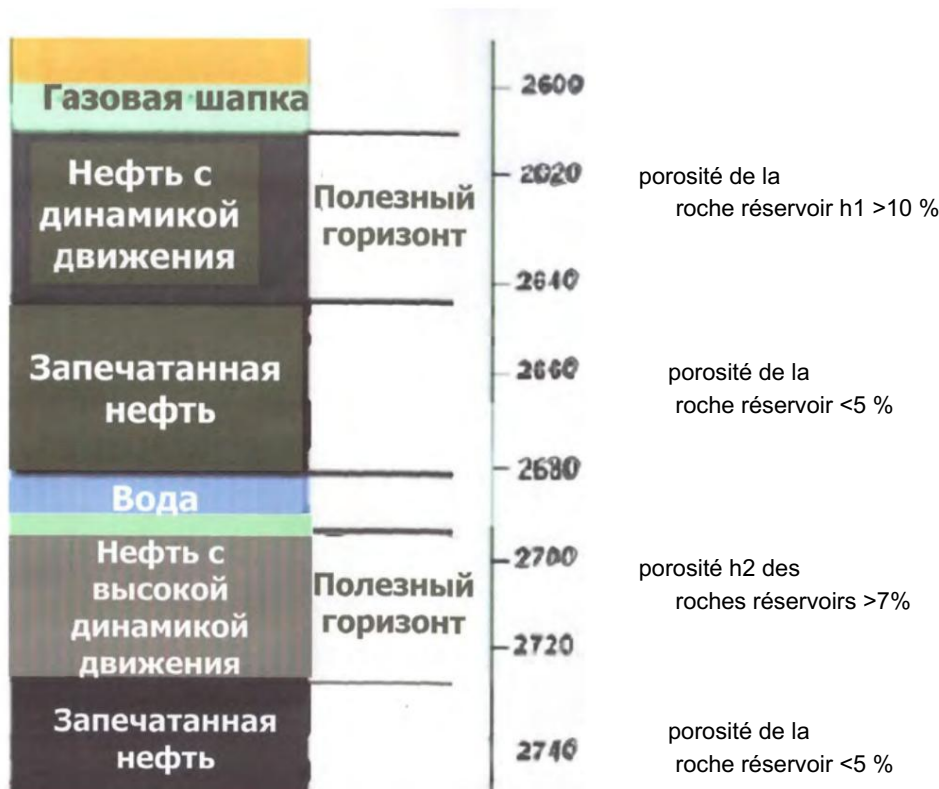 Газовая шапка
2600
Нефть с
динамикой
движения
Полезный
горизонт
2020
2640
porosité de la
roche réservoir h1 >10 %
Запечатанная
нефть
2660
2680
porosité de la
roche réservoir <5 %
Вода
Нефть с
высокой
динамикой
движения
Полезный
горизонт
2700
2720
porosité h2 des
roches réservoirs >7%
Запечатанная
нефть
2740
porosité de la
roche réservoir <5 %